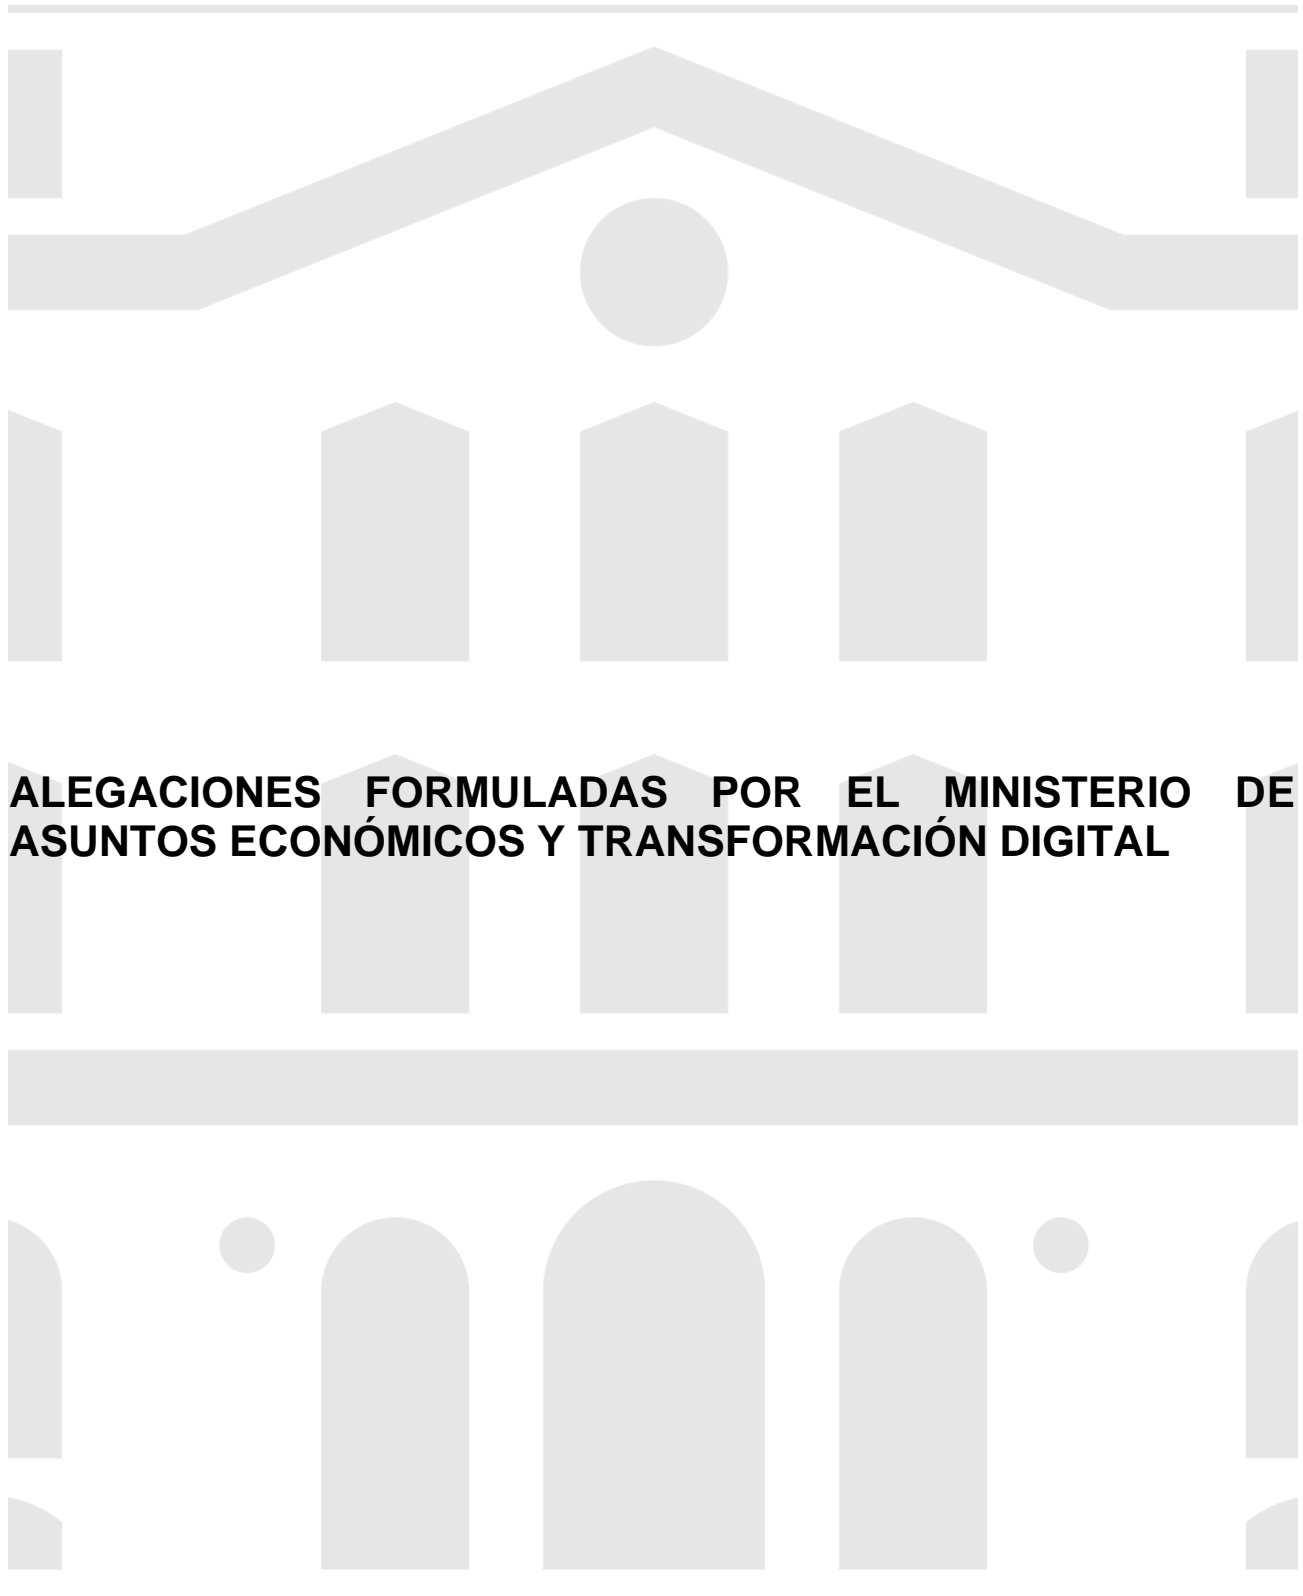 ALEGACIONES FORMULADAS POR EL MINISTERIO DE
ASUNTOS ECONÓMICOS Y TRANSFORMACIÓN DIGITAL